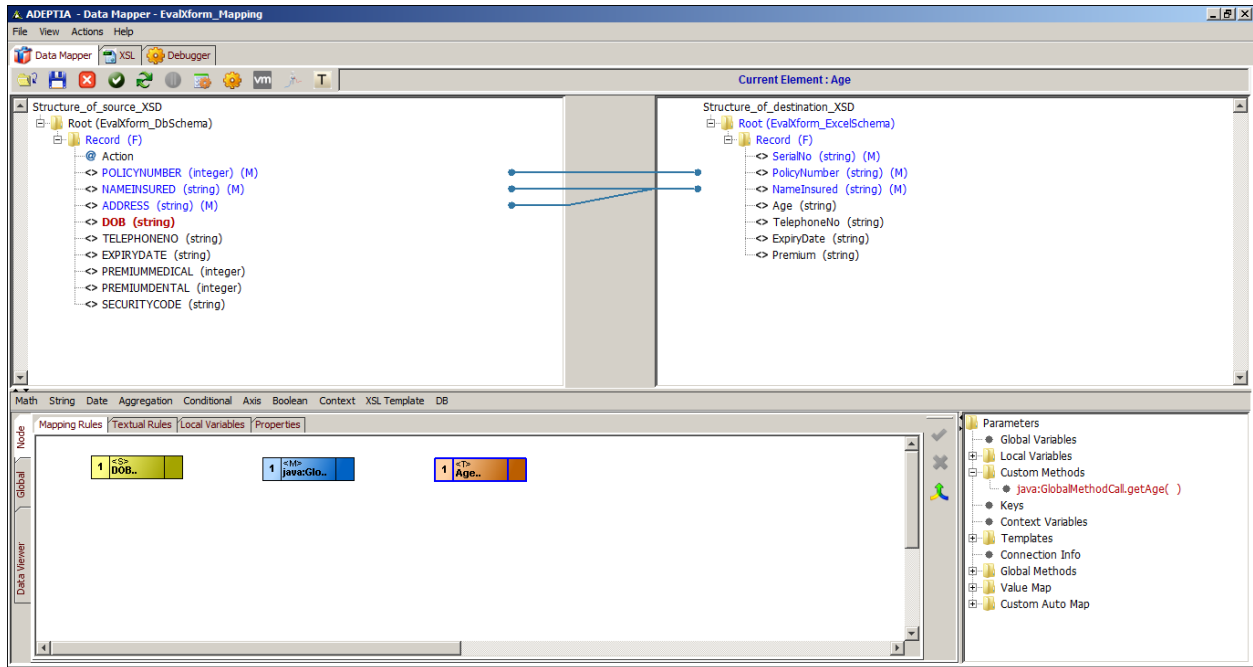 ADEPTIA - Data Mapper - EvalXform_Mapping
File View Actions Help
Data Mapper XSL Debugger
vm T Current Element : Age
Structure_of_source_XSD
Root (EvalXform_DbSchema)
Record (F)
@ Action
<> POLICYNUMBER (integer) (M)
<> NAMEINSURED (string) (M)
<> ADDRESS (string) (M)
<> DOB (string)
<> TELEPHONENO (string)
<> EXPIRYDATE (string)
<> PREMIUMMEDICAL (integer)
<> PREMIUMDENTAL (integer)
<> SECURITYCODE (string)
Structure_of_destination_XSD
Root (EvalXform_ExcelSchema)
Record (F)
<> SerialNo (string) (M)
<> PolicyNumber (string) (M)
<> NameInsured (string) (M)
<> Age (string)
<> TelephoneNo (string)
<> ExpiryDate (string)
<> Premium (string)
Math String Date Aggregation Conditional Axis Boolean Context XSL Template DB
Node
Global
Data Viewer
Mapping Rules Textual Rules Local Variables Properties
1 <S> DOB..
1 <M> java:Glo..
1 <T> Age..
Parameters
Global Variables
Local Variables
Custom Methods
java:GlobalMethodCall.getAge( )
Keys
Context Variables
Templates
Connection Info
Global Methods
Value Map
Custom Auto Map